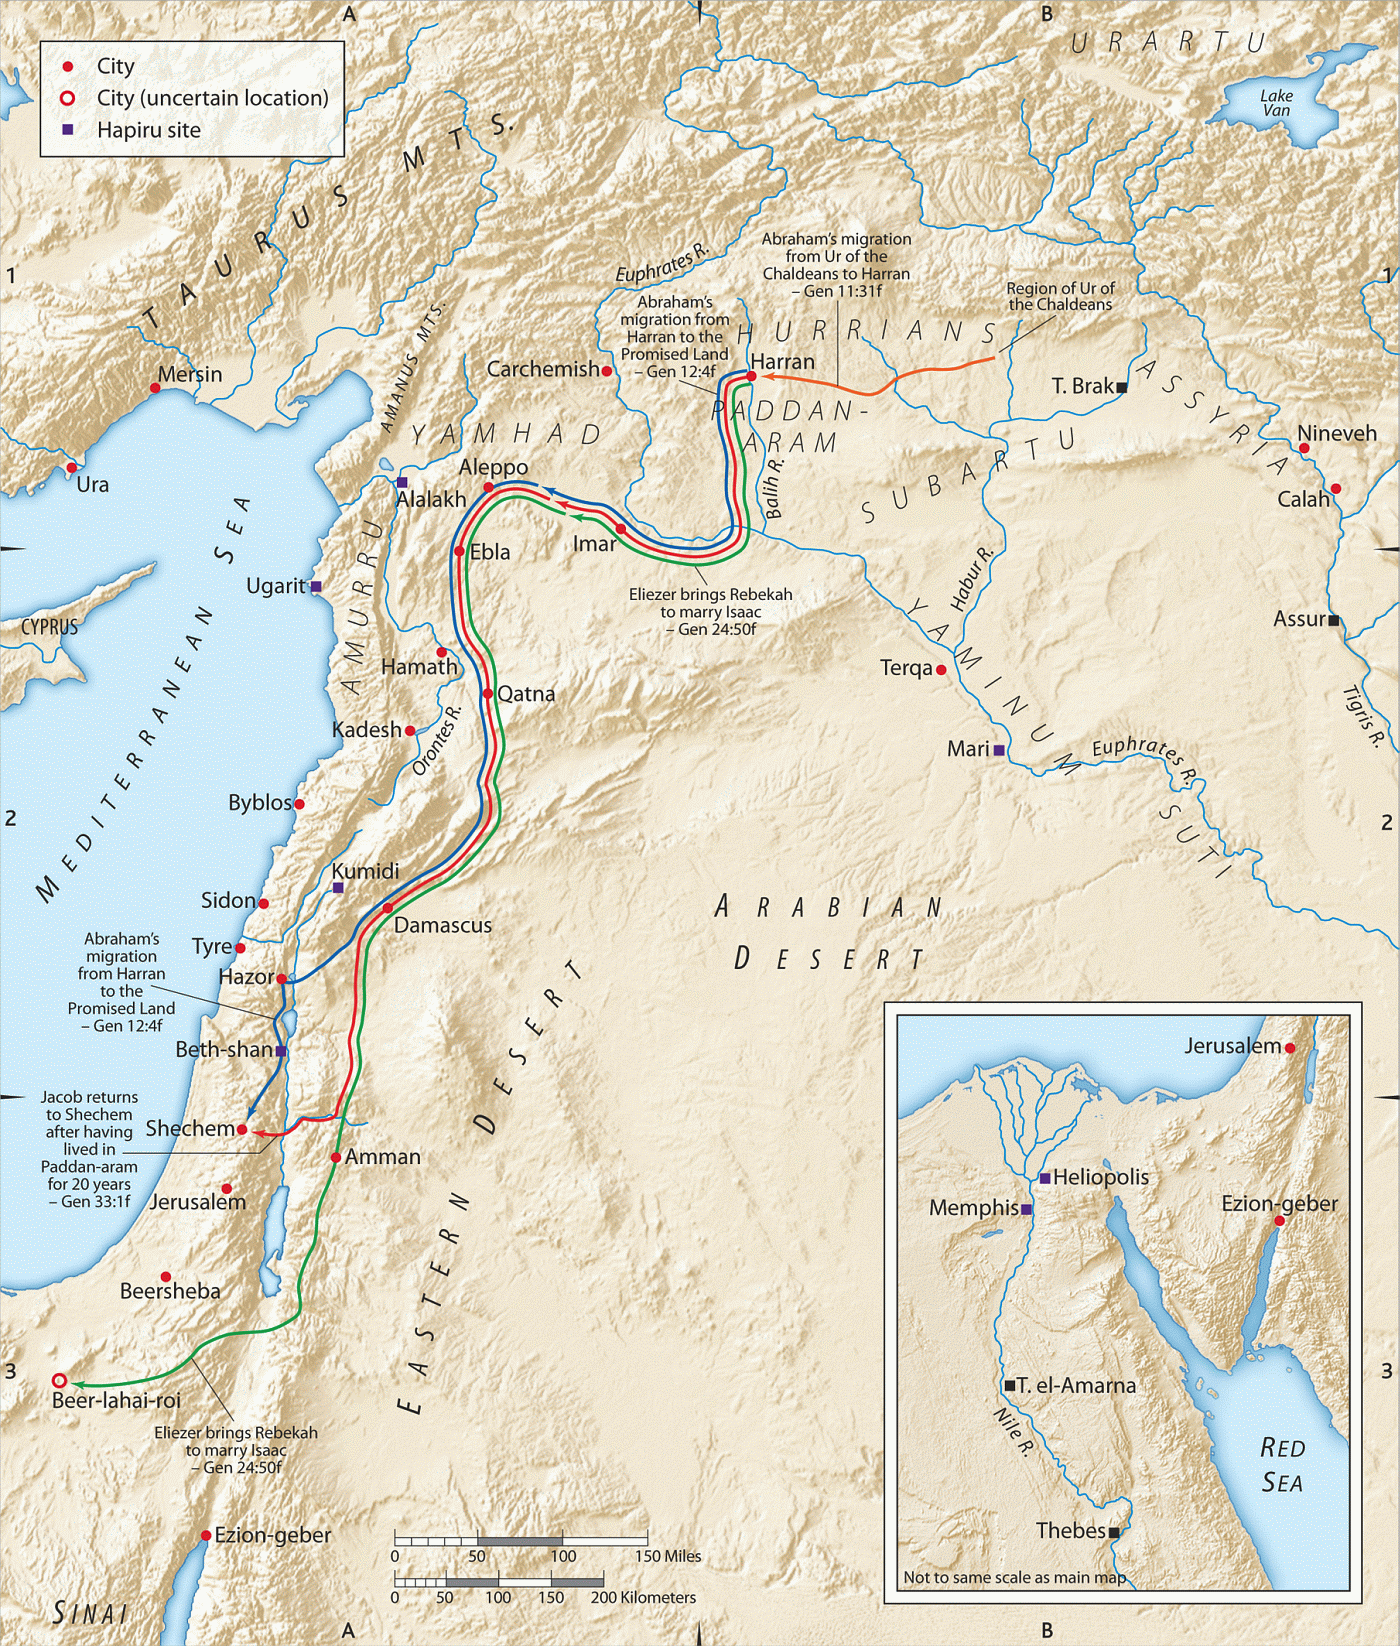 A
B
URARTU
City
City (uncertain location)
Hapiru site
Lake
Van
TAURUS MTS.
1
1
Euphrates R.
Abraham's migration
from Ur of the
Chaldeans to Harran
– Gen 11:31f
Region of Ur of
the Chaldeans
Abraham's
migration from
Harran to the
Promised Land
– Gen 12:4f
HURRIANS
AMANUS MTS.
Mersin
Carchemish
Harran
T. Brak
ASSYRIA
PADDAN-
ARAM
YAMHAD
SUBARTU
Nineveh
Ura
Aleppo
Alalakh
Balih R.
Calah
Imar
Ebla
MEDITERRANEAN SEA
AMURRU
Ugarit
Habur R.
Eliezer brings Rebekah
to marry Isaac
– Gen 24:50f
CYPRUS
YAMINUM
Assur
Hamath
Terqa
Qatna
Kadesh
Orontes R.
Mari
Euphrates R.
Tigris R.
Byblos
2
2
SUTI
Kumidi
Sidon
Damascus
ARABIAN
DESERT
Tyre
Abraham's
migration
from Harran
to the
Promised Land
– Gen 12:4f
Hazor
EASTERN DESERT
Beth-shan
Jacob returns
to Shechem
after having
lived in
Paddan-aram
for 20 years
– Gen 33:1f
Shechem
Amman
Jerusalem
Beersheba
3
3
Beer-lahai-roi
Eliezer brings Rebekah
to marry Isaac
– Gen 24:50f
Ezion-geber
SINAI
0 50 100 150 Miles
0 50 100 150 200 Kilometers
Jerusalem
Heliopolis
Memphis
Ezion-geber
T. el-Amarna
Nile R.
RED
SEA
Thebes
Not to same scale as main map
A
B